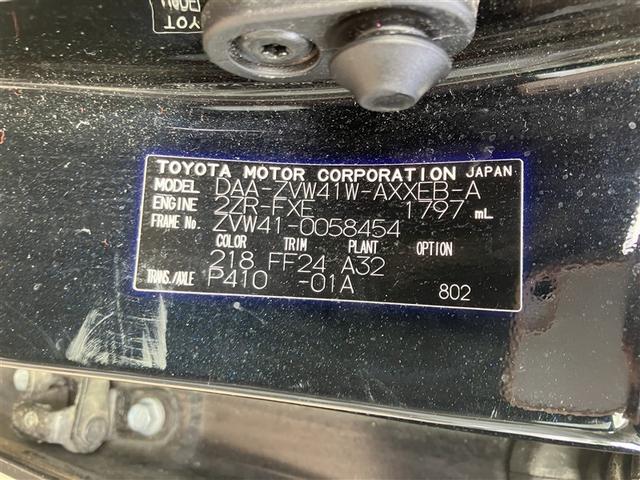 TOYOTA MOTOR CORPORATION JAPAN
MODEL DAA-ZVW41W-AXXEB-A
ENGINE 2ZR-FXE 1797 mL
FRAME No. ZVW41-0058454
COLOR TRIM PLANT OPTION
218 FF24 A32
TRANS./AXLE P410 -01A 802